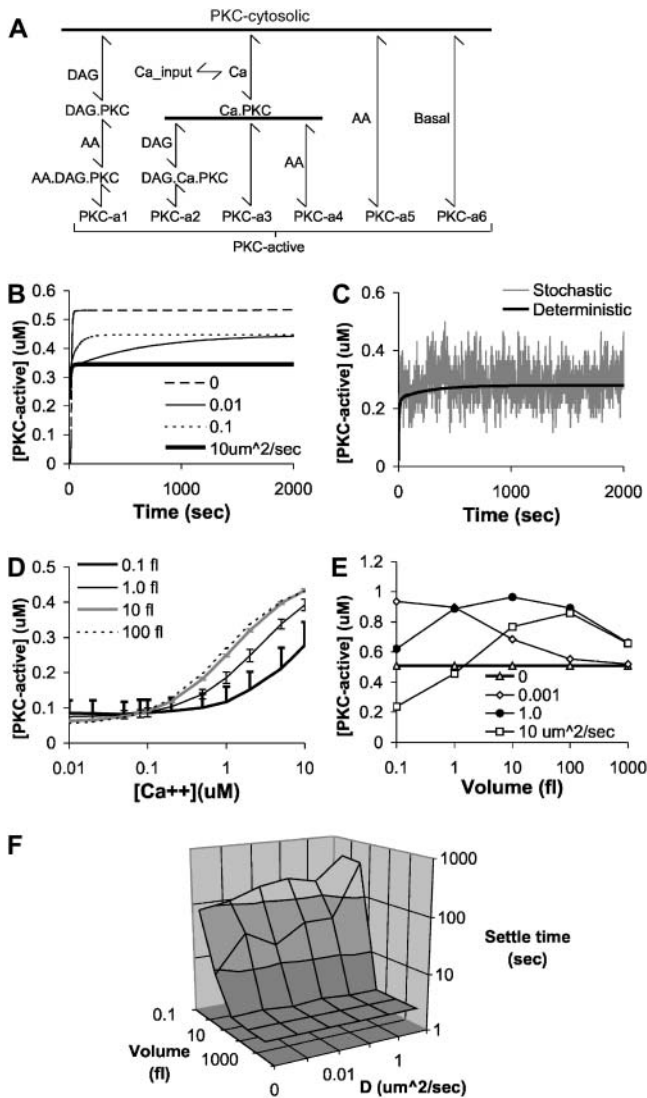 A
PKC-cytosolic
DAG
Ca_input
Ca
DAG.PKC
Ca.PKC
AA
DAG
AA
AA
Basal
AA.DAG.PKC
DAG.Ca.PKC
PKC-a1
PKC-a2
PKC-a3
PKC-a4
PKC-a5
PKC-a6
PKC-active
B
[PKC-active] (uM)
0.6
0.5
0.4
0.3
0.2
0.1
0
0
0.01
0.1
10um^2/sec
0
1000
2000
Time (sec)
C
[PKC-active] (uM)
0.6
0.4
0.2
0
Stochastic
Deterministic
0
1000
2000
Time (sec)
D
[PKC-active] (uM)
0.5
0.4
0.3
0.2
0.1
0
0.1 fl
1.0 fl
10 fl
100 fl
0.01
0.1
1
10
[Ca++](uM)
E
[PKC-active] (uM)
1.2
1
0.8
0.6
0.4
0.2
0
0
0.001
1.0
10 um^2/sec
0.1
1
10
100
1000
Volume (fl)
F
1000
100
10
1
Settle time
(sec)
0.1
10
1000
Volume
(fl)
0
0.01
1
D (um^2/sec)